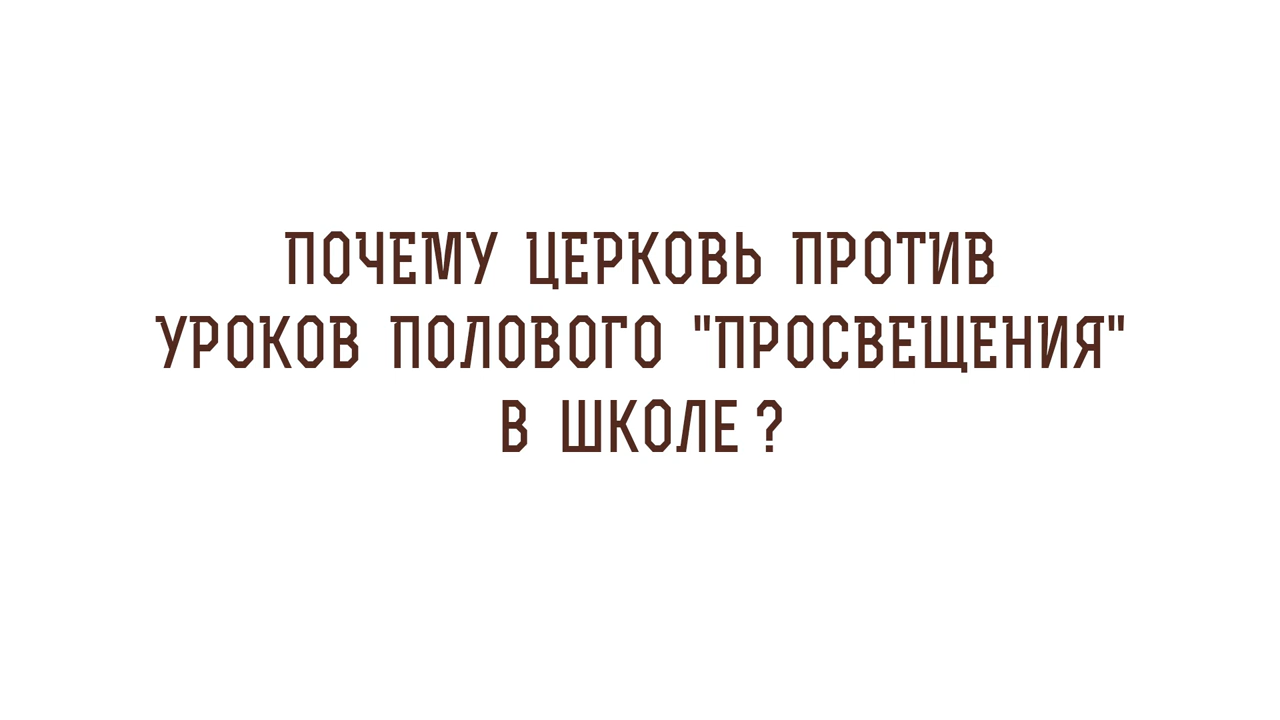 ПОЧЕМУ ЦЕРКОВЬ ПРОТИВ
УРОКОВ ПОЛОВОГО "ПРОСВЕЩЕНИЯ"
В ШКОЛЕ ?